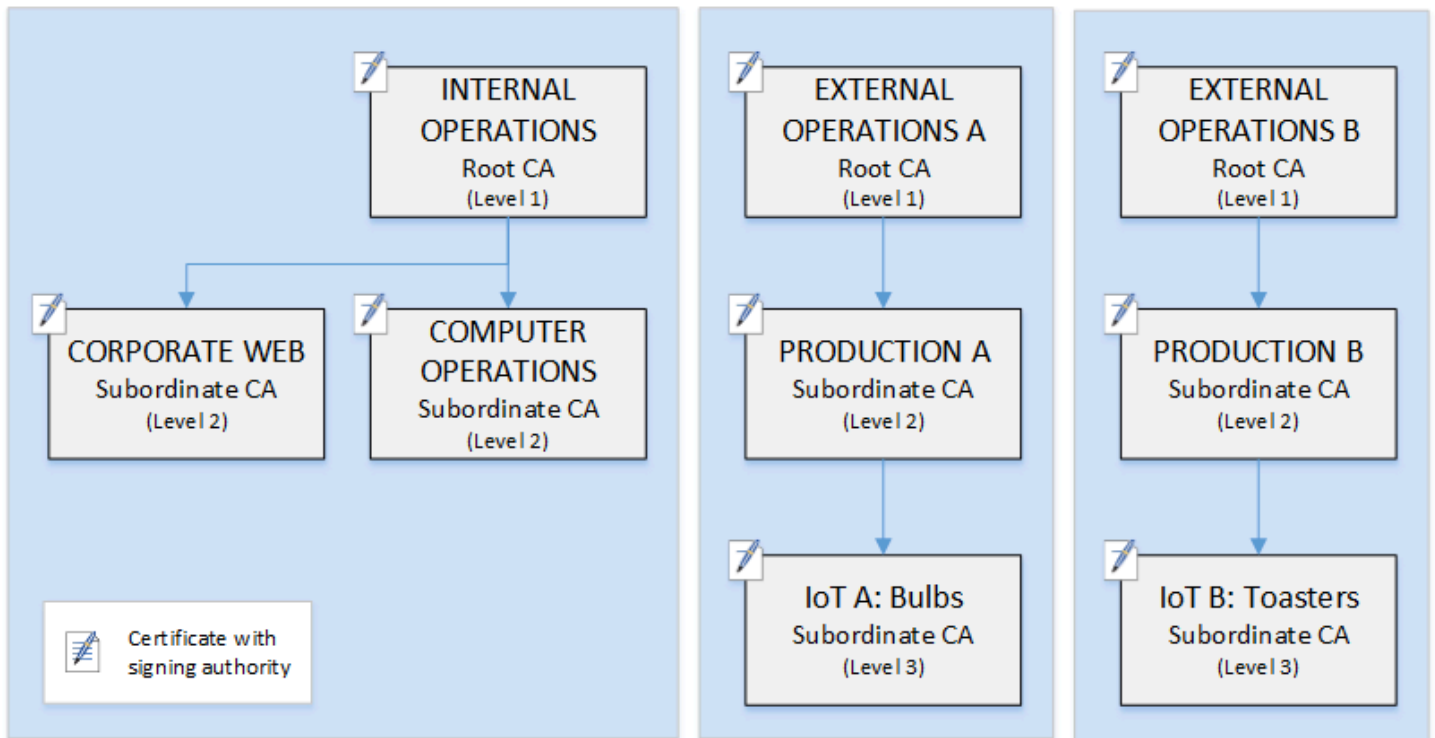 INTERNAL
OPERATIONS
Root CA
(Level 1)
EXTERNAL
OPERATIONS A
Root CA
(Level 1)
EXTERNAL
OPERATIONS B
Root CA
(Level 1)
CORPORATE WEB
Subordinate CA
(Level 2)
COMPUTER
OPERATIONS
Subordinate CA
(Level 2)
PRODUCTION A
Subordinate CA
(Level 2)
PRODUCTION B
Subordinate CA
(Level 2)
IoT A: Bulbs
Subordinate CA
(Level 3)
IoT B: Toasters
Subordinate CA
(Level 3)
Certificate with
signing authority